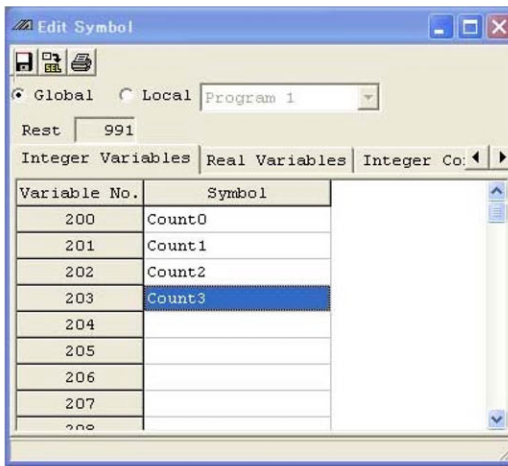 Edit Symbol
SEL
Global Local Program 1
Rest 991
Integer Variables Real Variables Integer Co
Variable No. Symbol
200 Count0
201 Count1
202 Count2
203 Count3
204
205
206
207